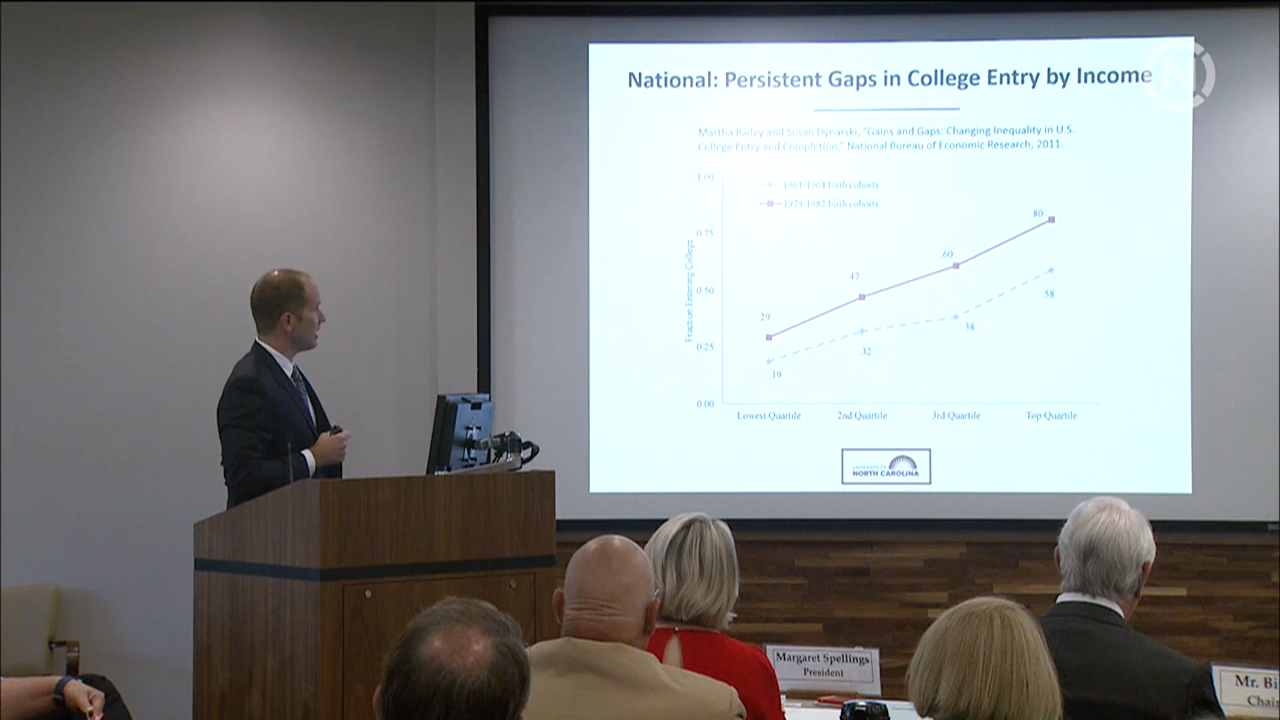 National: Persistent Gaps in College Entry by Income
N
Martha Bailey and Susan Dynarski, "Gains and Gaps: Changing Inequality in U.S.
College Entry and Completion," National Bureau of Economic Research, 2011.
1961-1964 birth cohorts
1979-1982 birth cohorts
Fraction Entering College
1.00
0.75
0.50
0.25
0.00
29
47
60
80
19
32
38
58
Lowest Quartile
2nd Quartile
3rd Quartile
Top Quartile
UNIVERSITY OF
NORTH CAROLINA
Margaret Spellings
President
Mr.